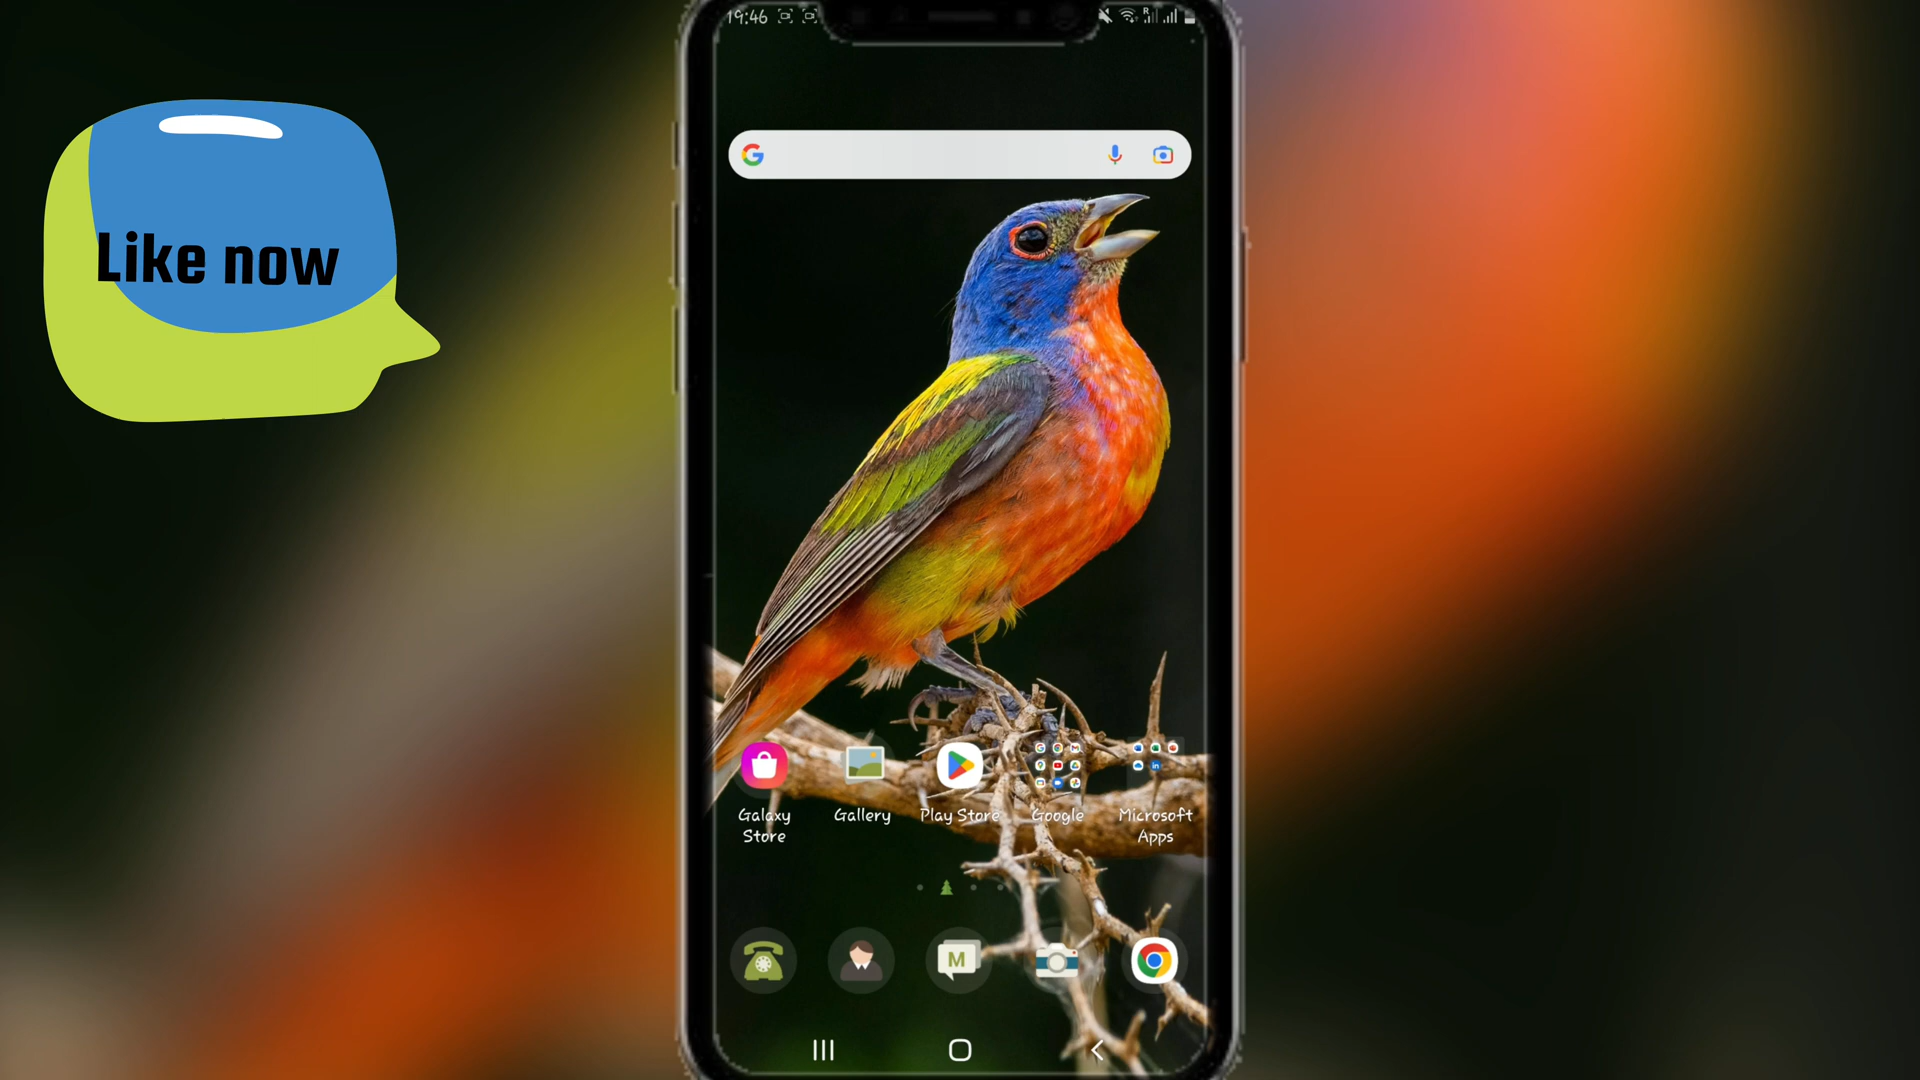 19:46
Like now
Galaxy
Store
Gallery
Play Store
Google
Microsoft
Apps
M